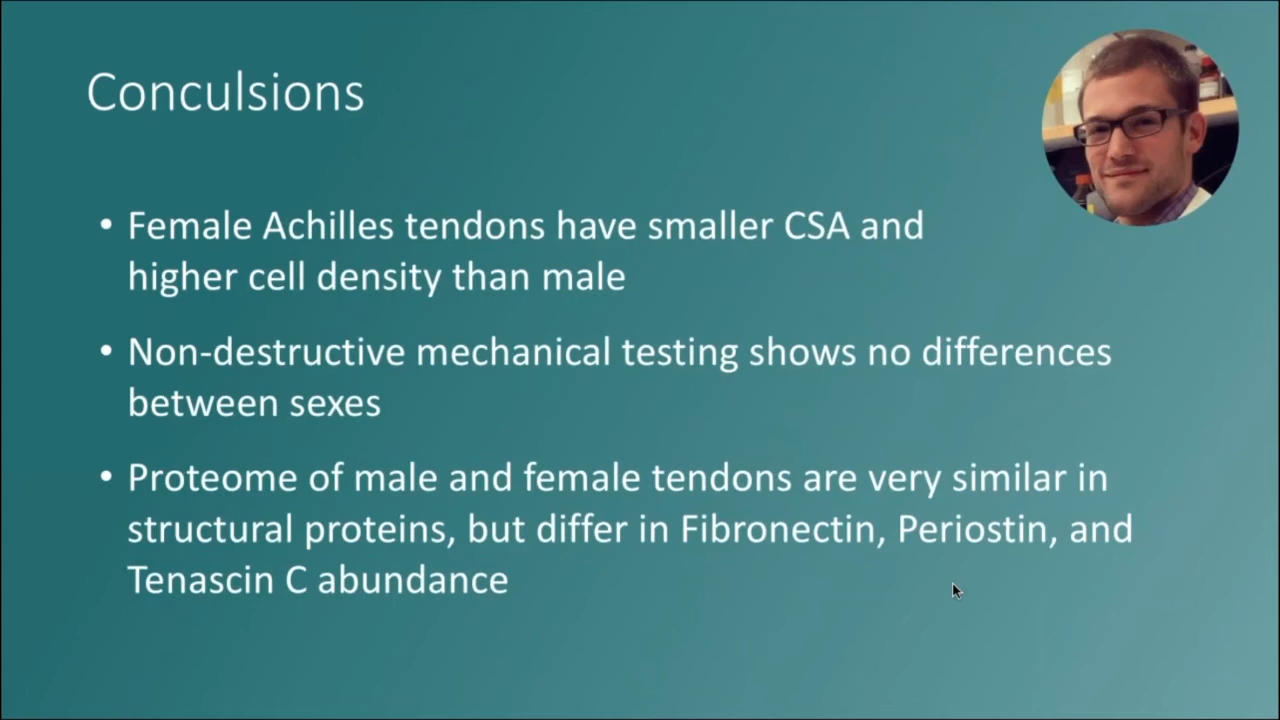 Conculsions
• Female Achilles tendons have smaller CSA and
higher cell density than male
• Non-destructive mechanical testing shows no differences
between sexes
• Proteome of male and female tendons are very similar in
structural proteins, but differ in Fibronectin, Periostin, and
Tenascin C abundance